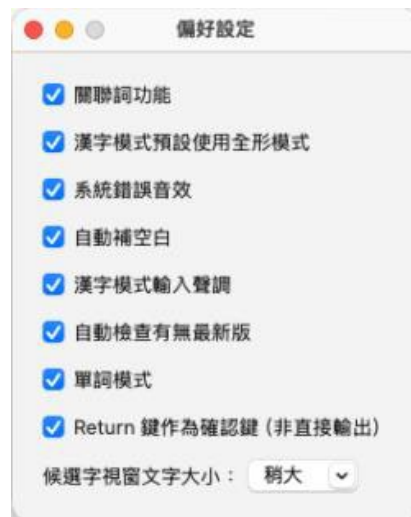 偏好設定
關聯詞功能
漢字模式預設使用全形模式
系統錯誤音效
自動補空白
漢字模式輸入聲調
自動檢查有無最新版
單詞模式
Return 鍵作為確認鍵 (非直接輸出)
候選字視窗文字大小： 稍大